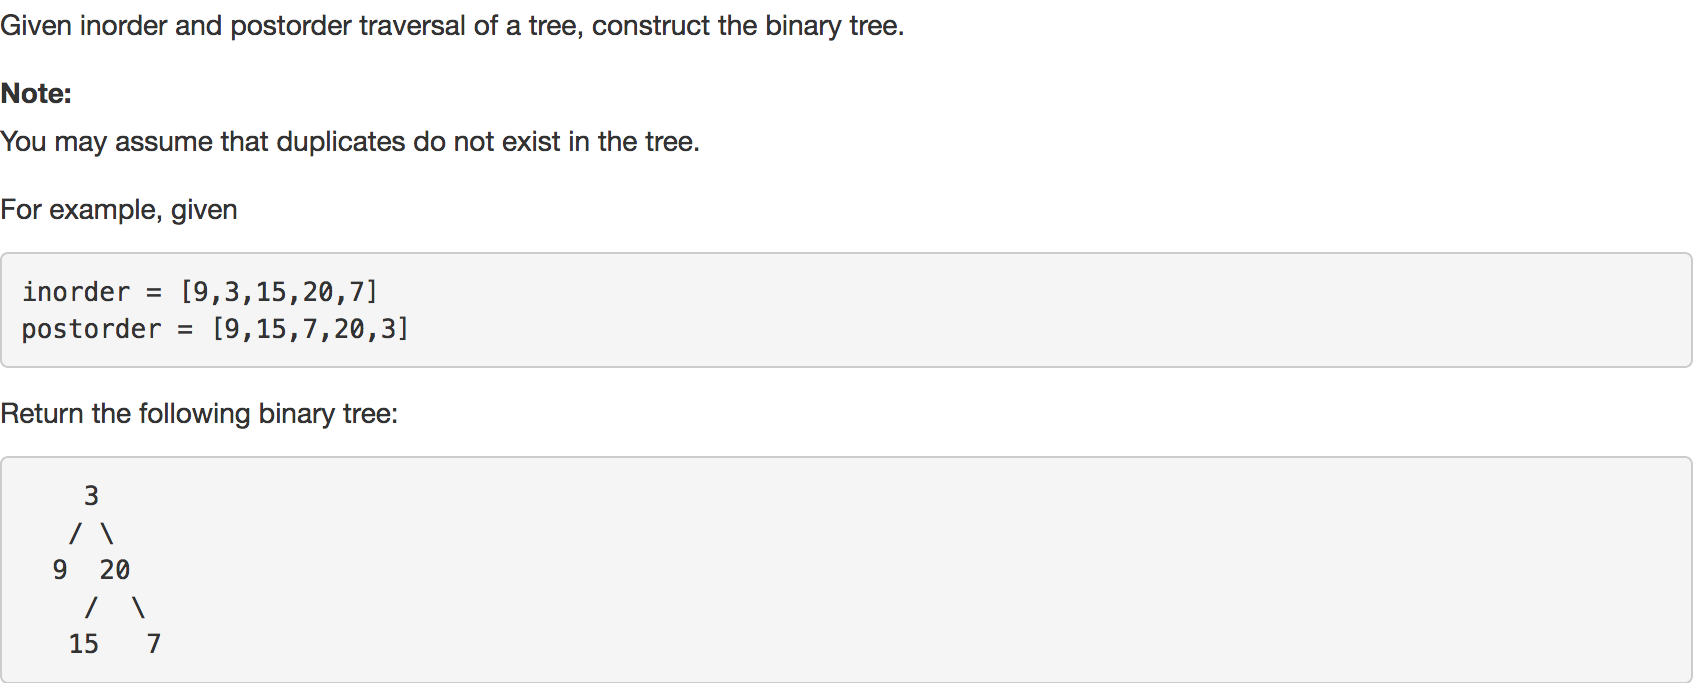 Given inorder and postorder traversal of a tree, construct the binary tree.
Note:
You may assume that duplicates do not exist in the tree.
For example, given
inorder = [9,3,15,20,7]
postorder = [9,15,7,20,3]
Return the following binary tree:
    3
   / \
  9  20
    /  \
   15   7